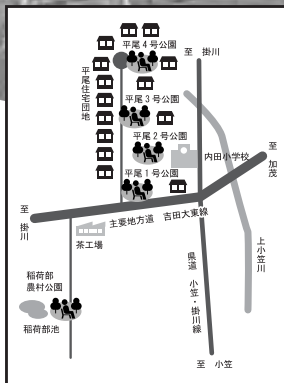 平尾4号公園
至 掛川
平尾住宅団地
平尾3号公園
平尾2号公園
内田小学校
至 加茂
平尾1号公園
至 掛川
主要地方道 吉田大東線
茶工場
上小笠川
県道 小笠・掛川線
稲荷部
農村公園
稲荷部池
至 小笠